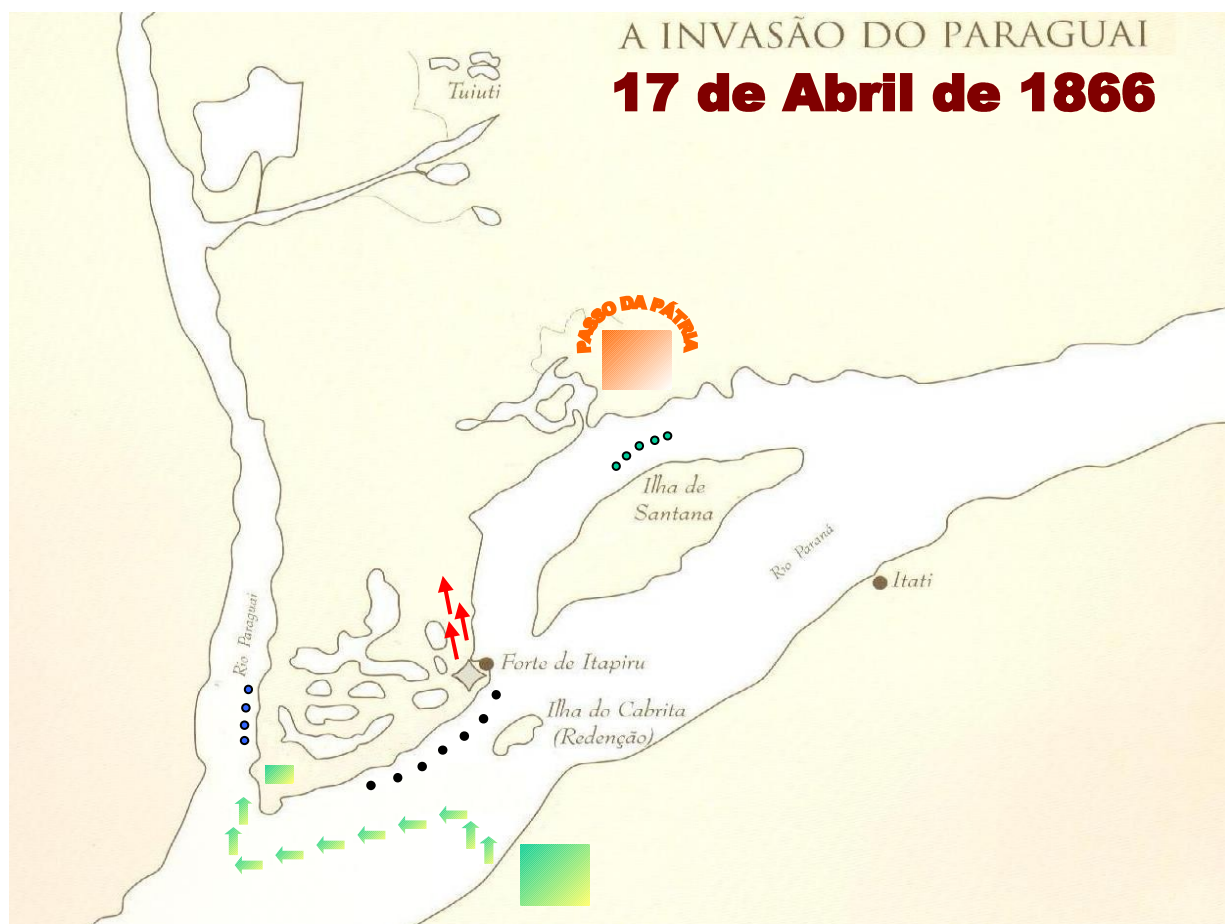 A INVASÃO DO PARAGUAI
17 de Abril de 1866
Tuiuti
PASSO DA PÁTRIA
Ilha de
Santana
Rio Paraná
Itati
Rio Paraguai
Forte de Itapiru
Ilha do Cabrita
(Redenção)